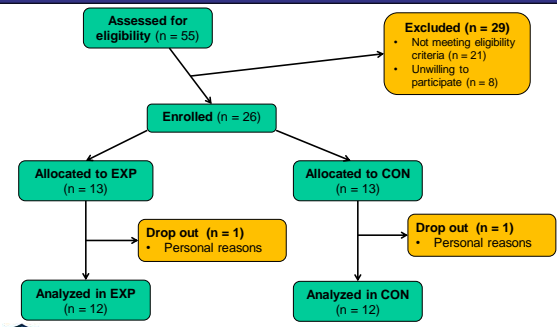 Assessed for
eligibility (n = 55)
Excluded (n = 29)
• Not meeting eligibility
criteria (n = 21)
• Unwilling to
participate (n = 8)
Enrolled (n = 26)
Allocated to EXP
(n = 13)
Allocated to CON
(n = 13)
Drop out (n = 1)
• Personal reasons
Drop out (n = 1)
• Personal reasons
Analyzed in EXP
(n = 12)
Analyzed in CON
(n = 12)